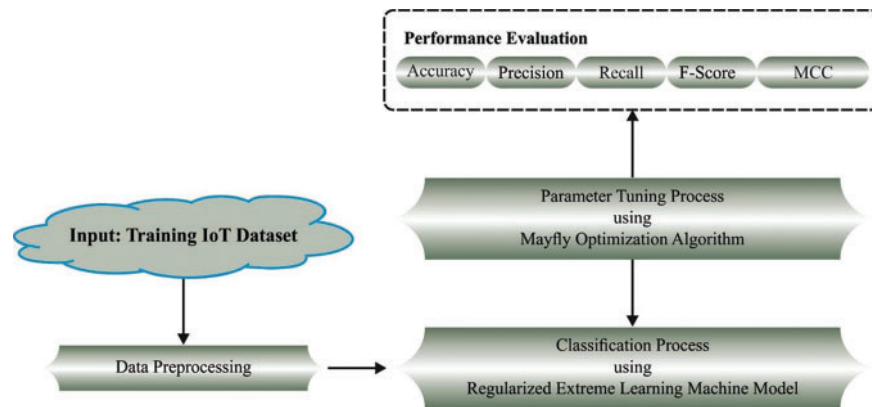 Performance Evaluation
Accuracy Precision Recall F-Score MCC
Parameter Tuning Process
using
Mayfly Optimization Algorithm
Input: Training IoT Dataset
Data Preprocessing
Classification Process
using
Regularized Extreme Learning Machine Model